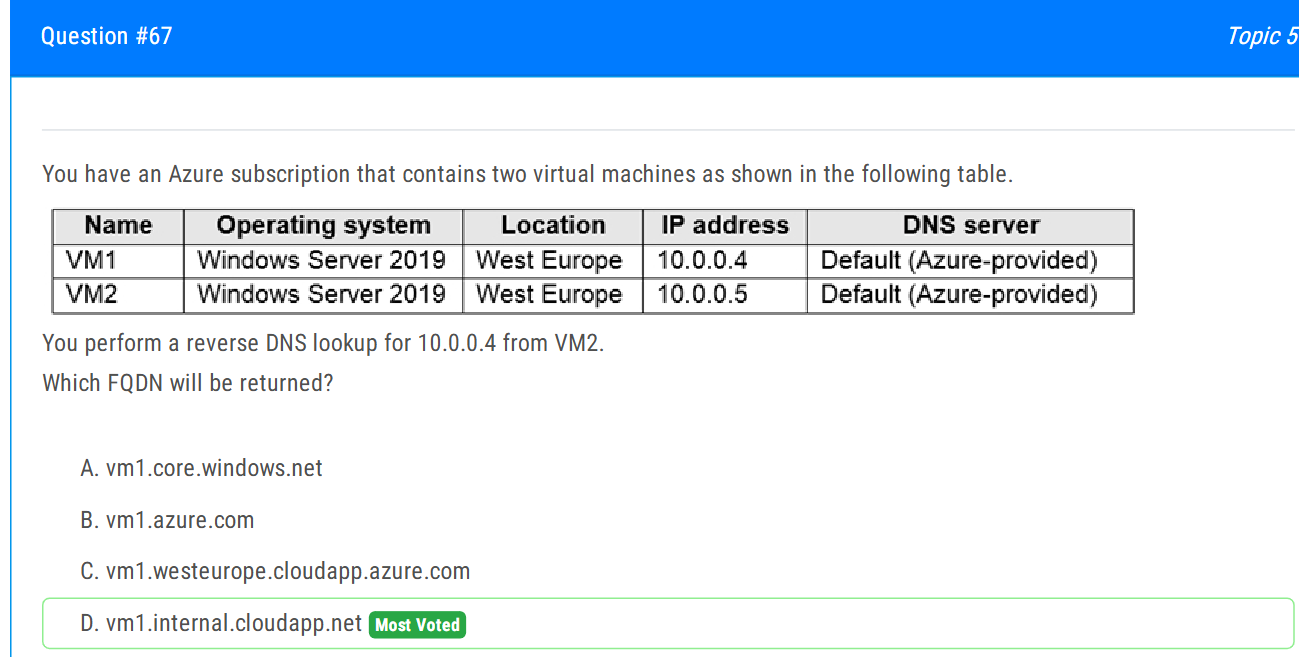 Question #67 Topic 5
You have an Azure subscription that contains two virtual machines as shown in the following table.
Name Operating system Location IP address DNS server
VM1 Windows Server 2019 West Europe 10.0.0.4 Default (Azure-provided)
VM2 Windows Server 2019 West Europe 10.0.0.5 Default (Azure-provided)
You perform a reverse DNS lookup for 10.0.0.4 from VM2.
Which FQDN will be returned?
A. vm1.core.windows.net
B. vm1.azure.com
C. vm1.westeurope.cloudapp.azure.com
D. vm1.internal.cloudapp.net Most Voted